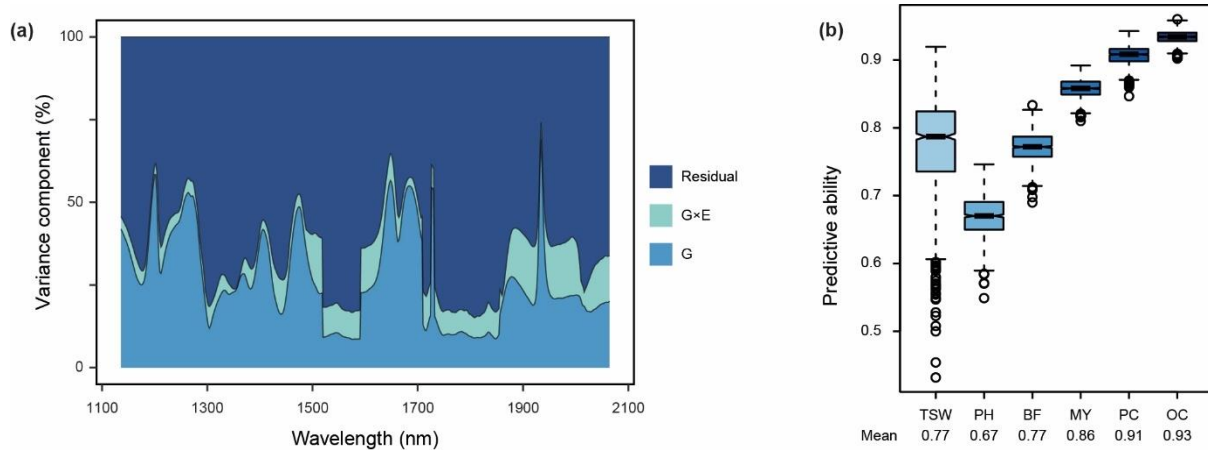 (a)
Variance component (%)
100
50
0
1100 1300 1500 1700 1900 2100
Wavelength (nm)
Residual
G×E
G
(b)
Predictive ability
0.9
0.8
0.7
0.6
0.5
TSW PH BF MY PC OC
Mean 0.77 0.67 0.77 0.86 0.91 0.93